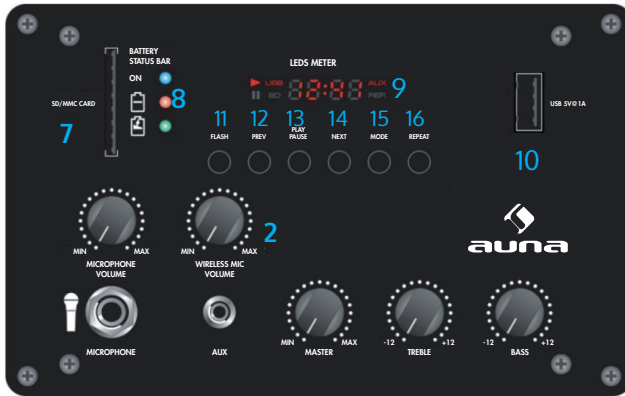 BATTERY
STATUS BAR
LEDS METER
ON
USB 18:41 AUX
SD REP.
8
9
SD/MMC CARD
7
USB 5V@1A
10
11 12 13 14 15 16
FLASH PREV PLAY PAUSE NEXT MODE REPEAT
2
MIN MAX MIN MAX
MICROPHONE
VOLUME
WIRELESS MIC
VOLUME
auna
MIN MAX -12 +12 -12 +12
MICROPHONE AUX MASTER TREBLE BASS